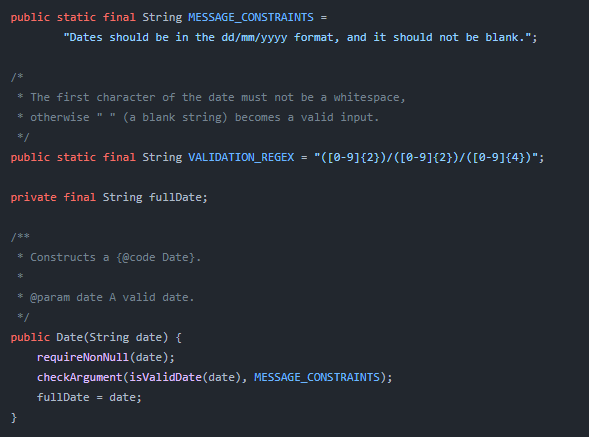 public static final String MESSAGE_CONSTRAINTS =
"Dates should be in the dd/mm/yyyy format, and it should not be blank.";
/*
* The first character of the date must not be a whitespace,
* otherwise " " (a blank string) becomes a valid input.
*/
public static final String VALIDATION_REGEX = "([0-9]{2})/([0-9]{2})/([0-9]{4})";
private final String fullDate;
/**
* Constructs a {@code Date}.
*
* @param date A valid date.
*/
public Date(String date) {
requireNonNull(date);
checkArgument(isValidDate(date), MESSAGE_CONSTRAINTS);
fullDate = date;
}